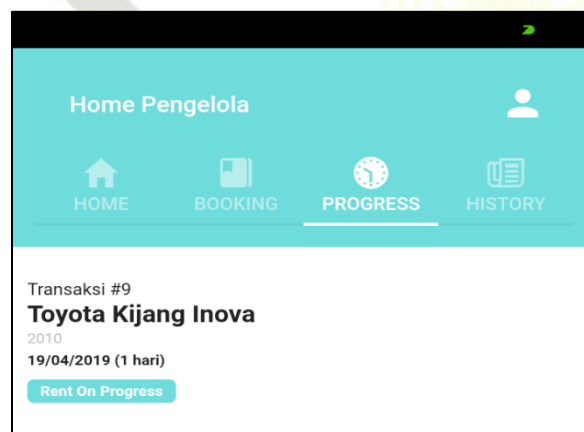 Home Pengelola
HOME BOOKING PROGRESS HISTORY
Transaksi #9
Toyota Kijang Inova
2010
19/04/2019 (1 hari)
Rent On Progress